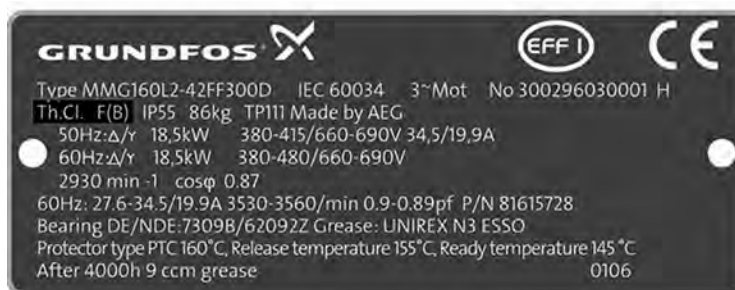 GRUNDFOS EFF 1 CE
Type MMG160L2-42FF300D IEC 60034 3~Mot No 300296030001 H
Th.Cl. F(B) IP55 86kg TP111 Made by AEG
50Hz:Δ/Y 18,5kW 380-415/660-690V 34,5/19,9A
60Hz:Δ/Y 18,5kW 380-480/660-690V
2930 min -1 cosφ 0.87
60Hz: 27.6-34.5/19.9A 3530-3560/min 0.9-0.89pf P/N 81615728
Bearing DE/NDE:7309B/62092Z Grease: UNIREX N3 ESSO
Protector type PTC 160°C, Release temperature 155°C, Ready temperature 145 °C
After 4000h 9 ccm grease 0106